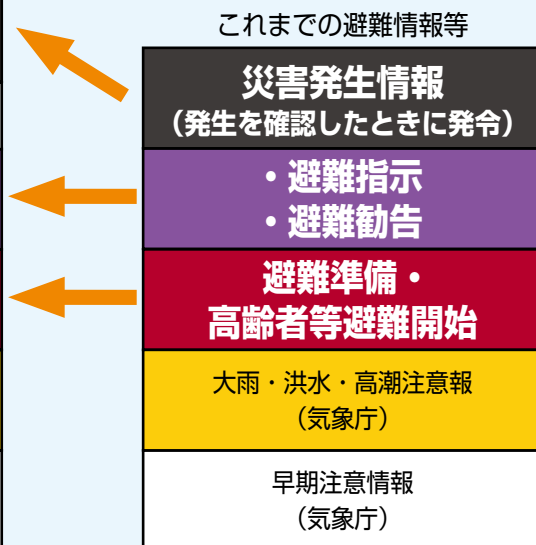 これまでの避難情報等
災害発生情報
（発生を確認したときに発令）
・避難指示
・避難勧告
避難準備・
高齢者等避難開始
大雨・洪水・高潮注意報
（気象庁）
早期注意情報
（気象庁）